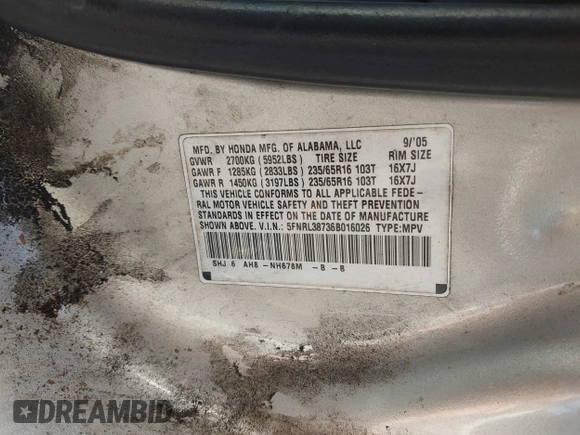 MFD. BY HONDA MFG. OF ALABAMA, LLC 9/'05
GVWR 2700KG (5952LBS) TIRE SIZE RIM SIZE
GAWR F 1285KG (2833LBS) 235/65R16 103T 16X7J
GAWR R 1450KG (3197LBS) 235/65R16 103T 16X7J
THIS VEHICLE CONFORMS TO ALL APPLICABLE FEDE-
RAL MOTOR VEHICLE SAFETY AND THEFT PREVENTION
STANDARDS IN EFFECT ON THE DATE OF MANUFACTURE
SHOWN ABOVE. V.I.N.: 5FNRL38736B016026 TYPE:MPV
SHJ 6 AH8 -NH678M -B -B
DREAMBID